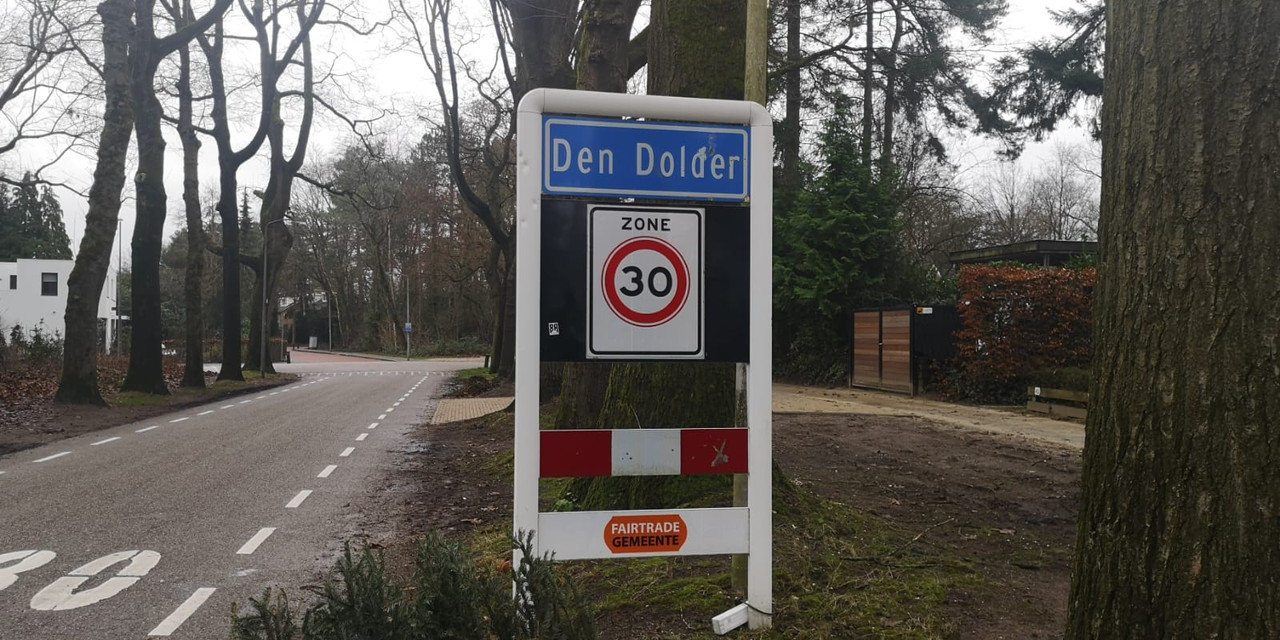 Den Dolder
ZONE
30
FAIRTRADE
GEMEENTE
30